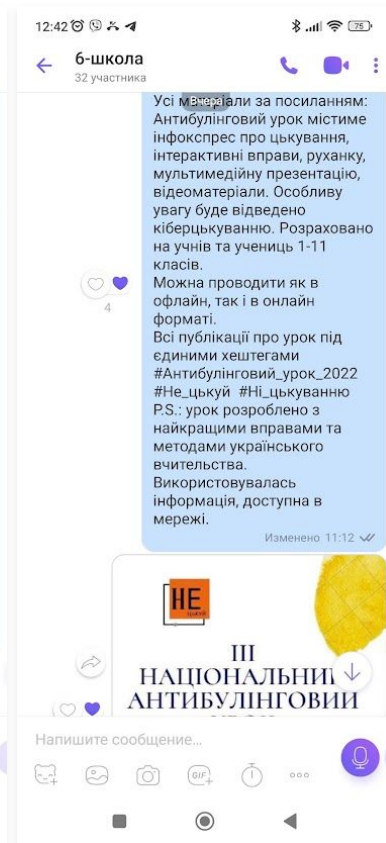 12:42
75
6-школа
32 участника
Вчера
Усі матеріали за посиланням:
Антибулінговий урок містиме
інфокспрес про цькування,
інтерактивні вправи, руханку,
мультимедійну презентацію,
відеоматеріали. Особливу
увагу буде відведено
кіберцькуванню. Розраховано
на учнів та учениць 1-11
класів.
Можна проводити як в
офлайн, так і в онлайн
форматі.
4
Всі публікації про урок під
єдиними хештегами
#Антибулінговий_урок_2022
#Не_цькуй #Ні_цькуванню
P.S.: урок розроблено з
найкращими вправами та
методами українського
вчительства.
Використовувалась
інформація, доступна в
мережі.
Изменено 11:12
НЕ
III
НАЦІОНАЛЬНИЙ
АНТИБУЛІНГОВИЙ
Напишите сообщение...
GIF